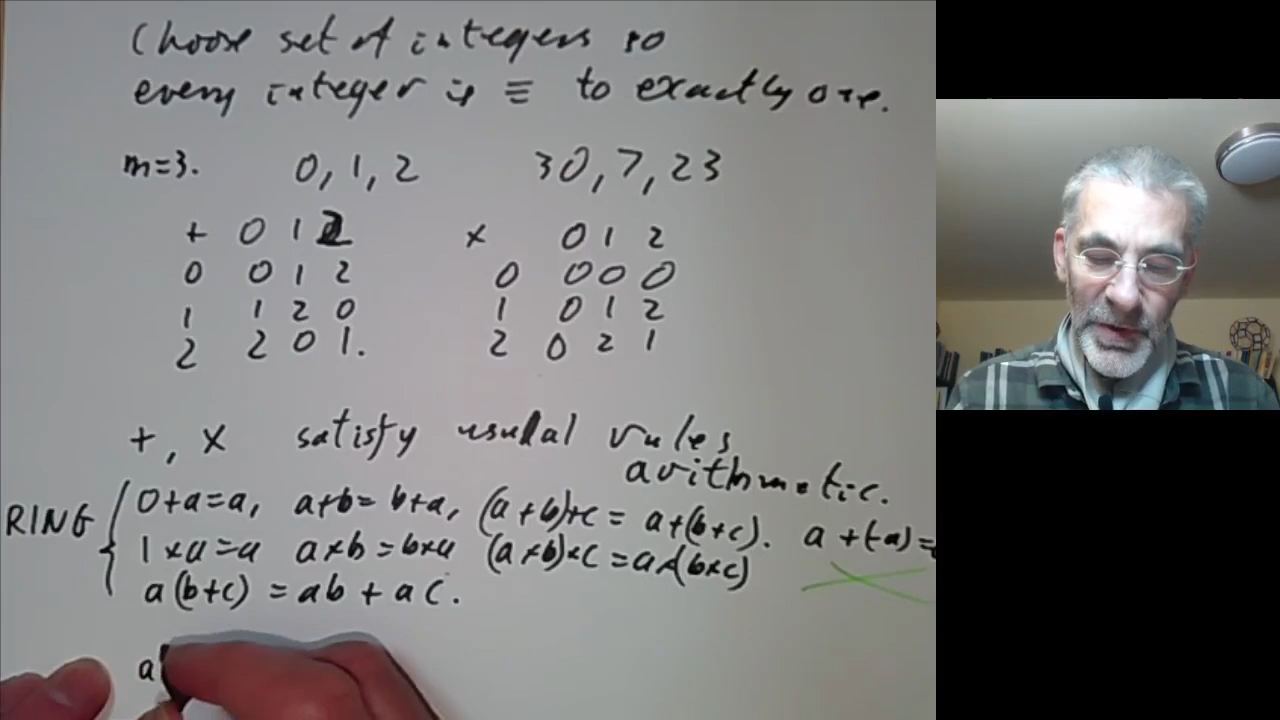 Choose set of integers so
every integer is ≡ to exactly one.
m=3. 0, 1, 2 30, 7, 23
+ 0 1 2 × 0 1 2
0 0 1 2 0 0 0 0
1 1 2 0 1 0 1 2
2 2 0 1. 2 0 2 1
+, × satisfy usual rules
arithmetic.
RING { 0+a=a, a+b=b+a, (a+b)+c = a+(b+c). a+(-a)=
1×a=a a×b=b×a (a×b)×c=a×(b×c)
a(b+c) = ab + ac.
a